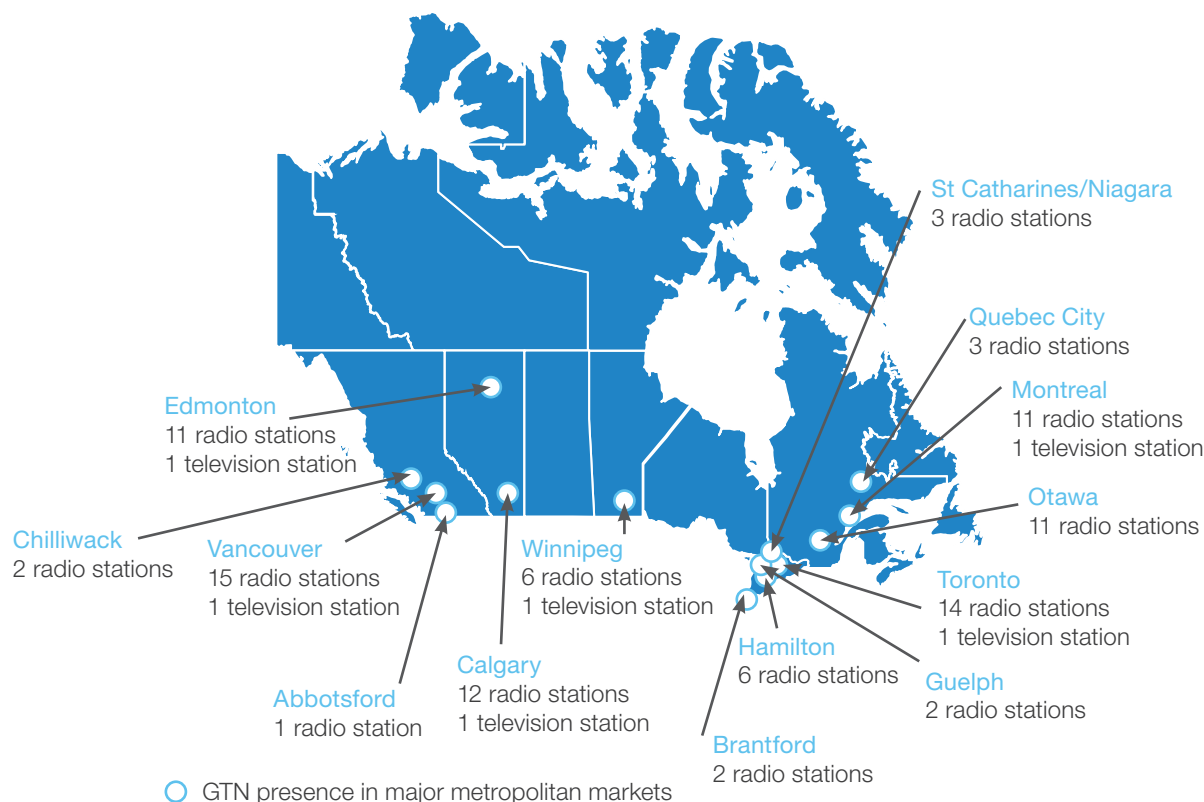 St Catharines/Niagara
3 radio stations
Quebec City
3 radio stations
Montreal
11 radio stations
1 television station
Edmonton
11 radio stations
1 television station
Otawa
11 radio stations
Chilliwack
2 radio stations
Vancouver
15 radio stations
1 television station
Winnipeg
6 radio stations
1 television station
Toronto
14 radio stations
1 television station
Hamilton
6 radio stations
Calgary
12 radio stations
1 television station
Guelph
2 radio stations
Abbotsford
1 radio station
Brantford
2 radio stations
GTN presence in major metropolitan markets